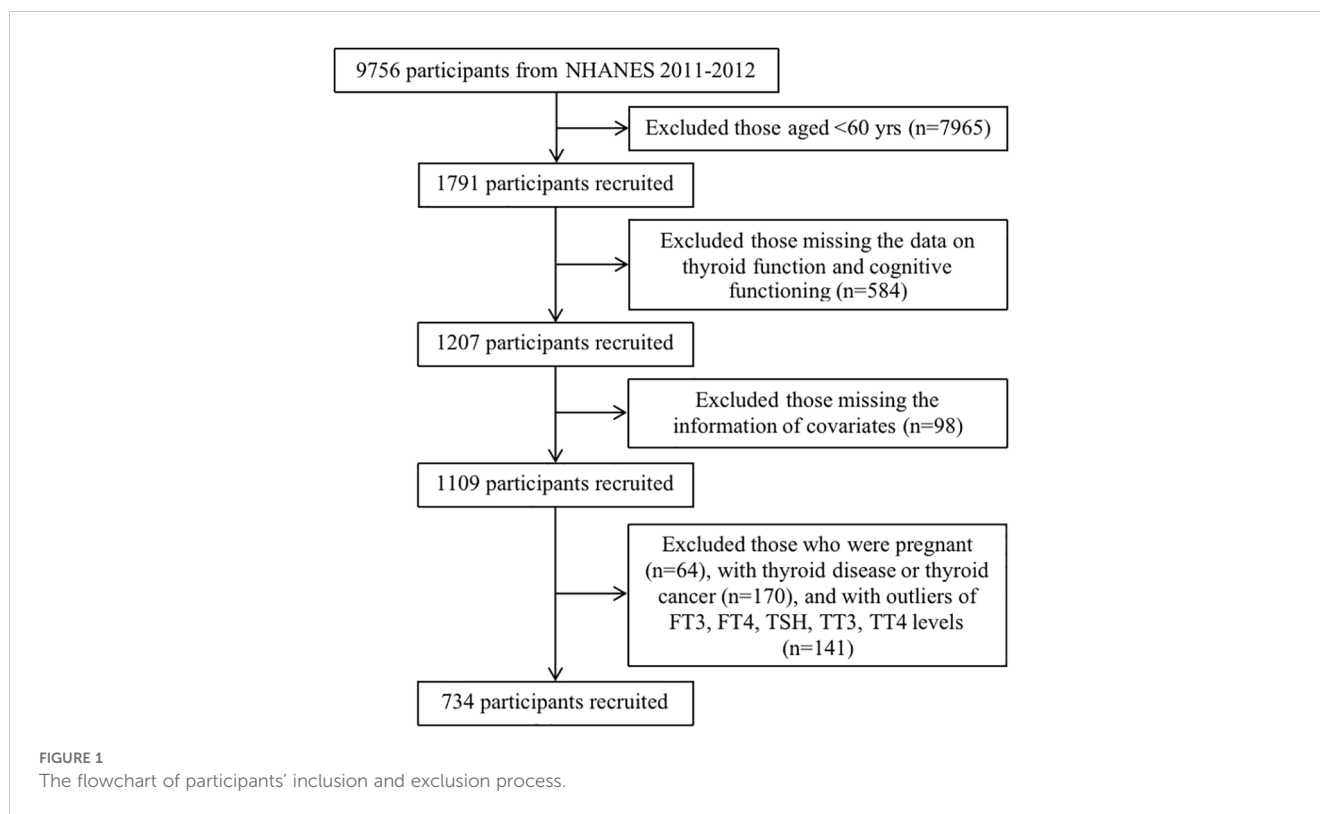 9756 participants from NHANES 2011-2012
Excluded those aged <60 yrs (n=7965)
1791 participants recruited
Excluded those missing the data on
thyroid function and cognitive
functioning (n=584)
1207 participants recruited
Excluded those missing the
information of covariates (n=98)
1109 participants recruited
Excluded those who were pregnant
(n=64), with thyroid disease or thyroid
cancer (n=170), and with outliers of
FT3, FT4, TSH, TT3, TT4 levels
(n=141)
734 participants recruited
FIGURE 1
The flowchart of participants’ inclusion and exclusion process.